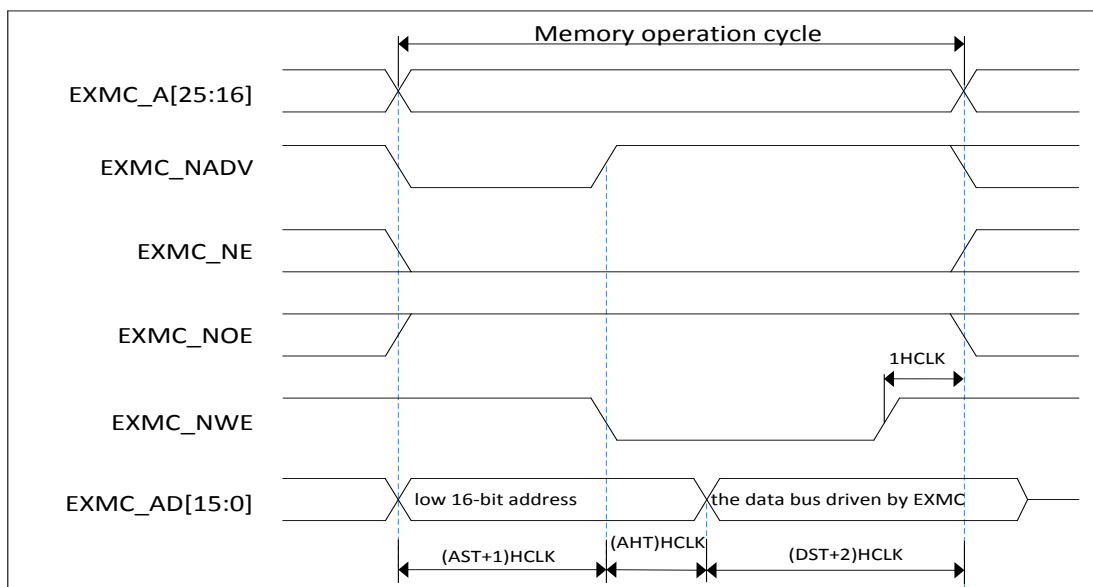 Memory operation cycle
EXMC_A[25:16]
EXMC_NADV
EXMC_NE
EXMC_NOE
1HCLK
EXMC_NWE
EXMC_AD[15:0]
low 16-bit address
the data bus driven by EXMC
(AST+1)HCLK
(AHT)HCLK
(DST+2)HCLK